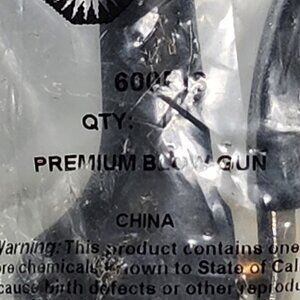 QTY:
PREMIUM BLOW GUN
CHINA
Warning: This product contains one
chemicals known to State of Cal
cause birth defects or other reprodu